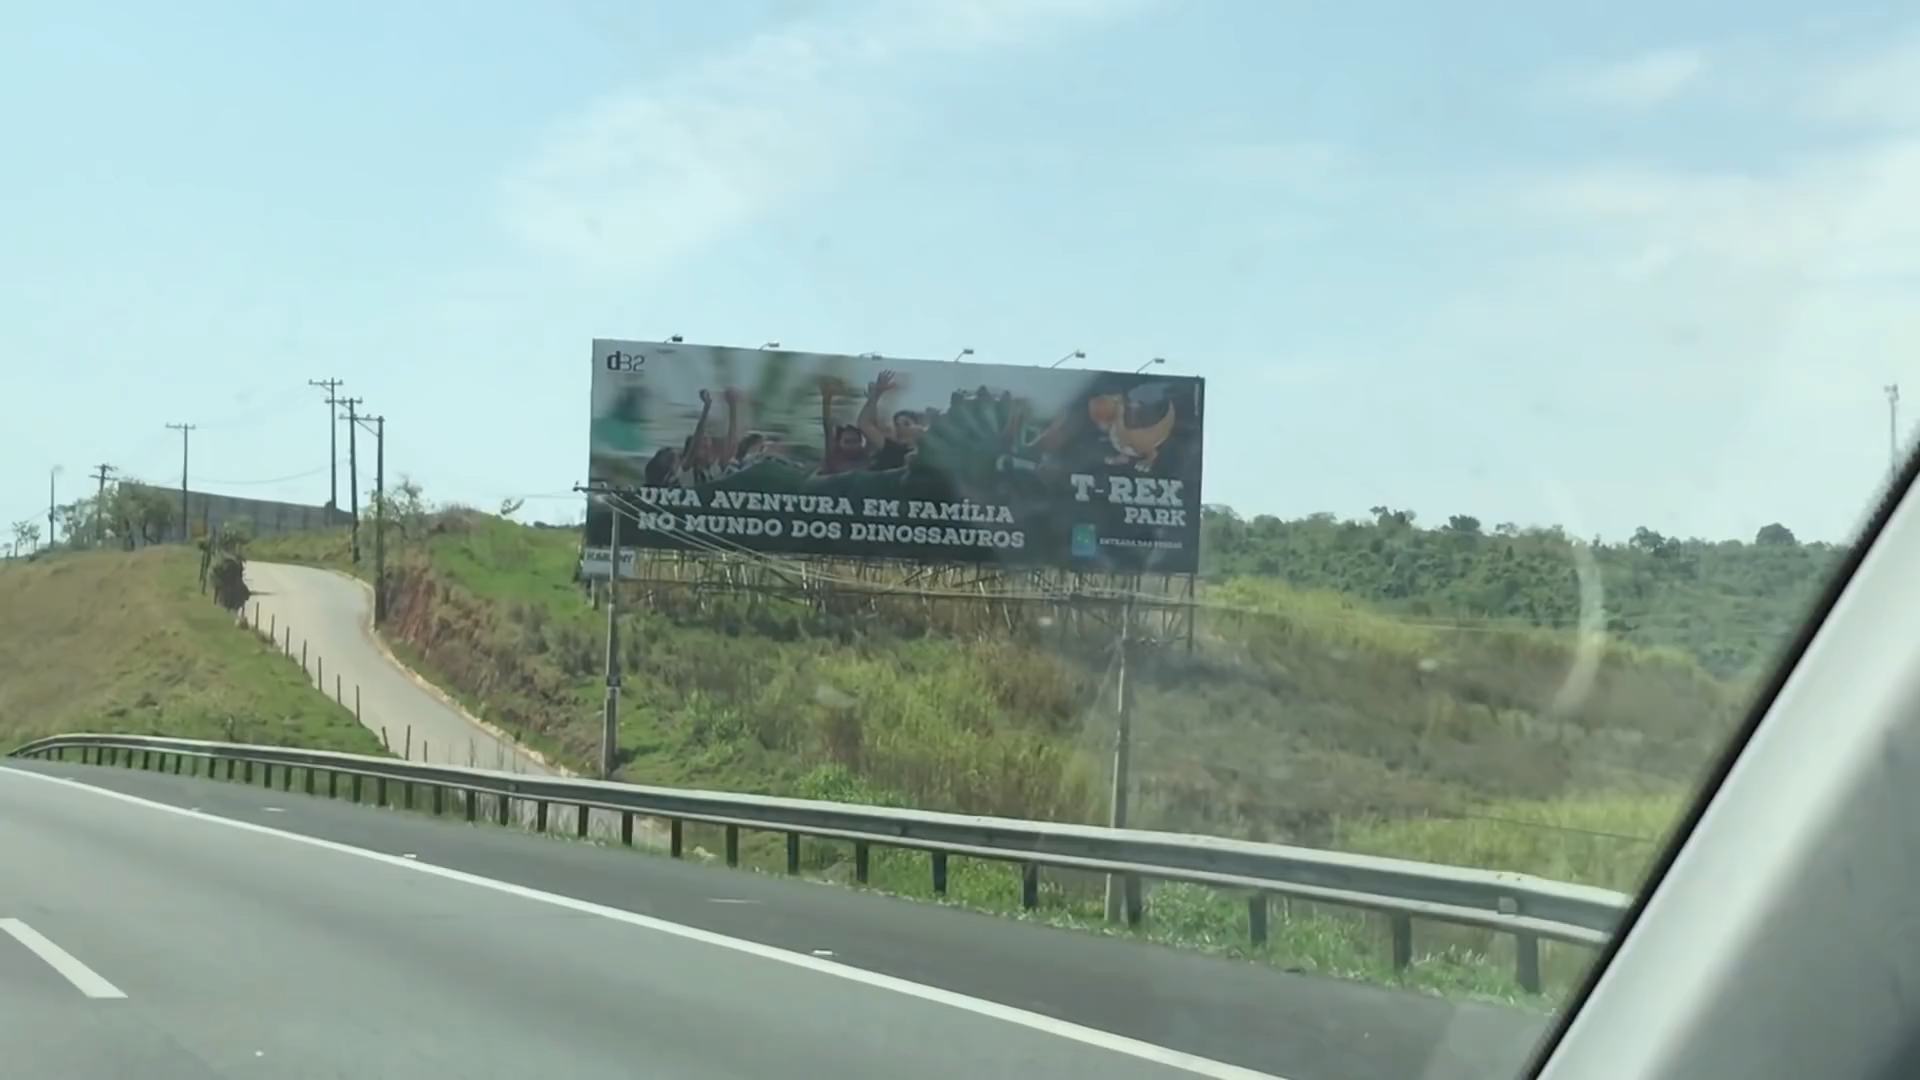 d32
UMA AVENTURA EM FAMÍLIA
NO MUNDO DOS DINOSSAUROS
T-REX
PARK